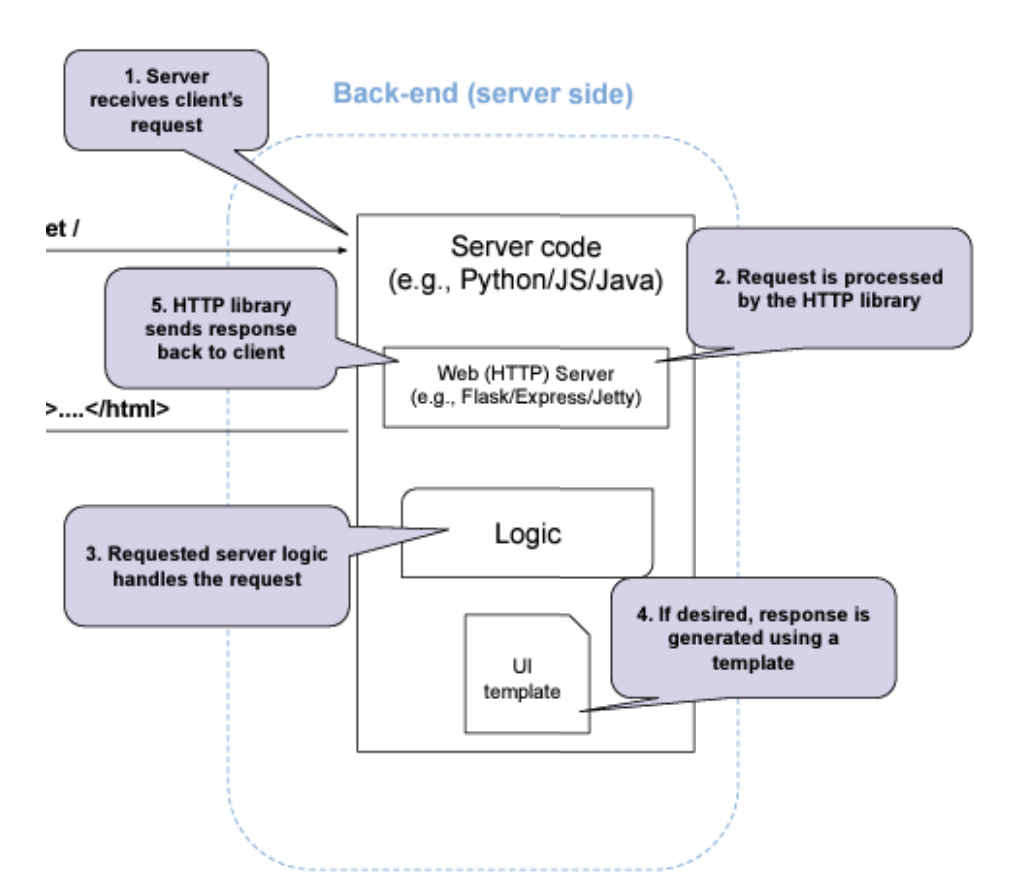 1. Server
receives client's
request
Back-end (server side)
et /
Server code
(e.g., Python/JS/Java)
2. Request is processed
by the HTTP library
5. HTTP library
sends response
back to client
Web (HTTP) Server
(e.g., Flask/Express/Jetty)
>....</html>
Logic
3. Requested server logic
handles the request
4. If desired, response is
generated using a
template
UI
template